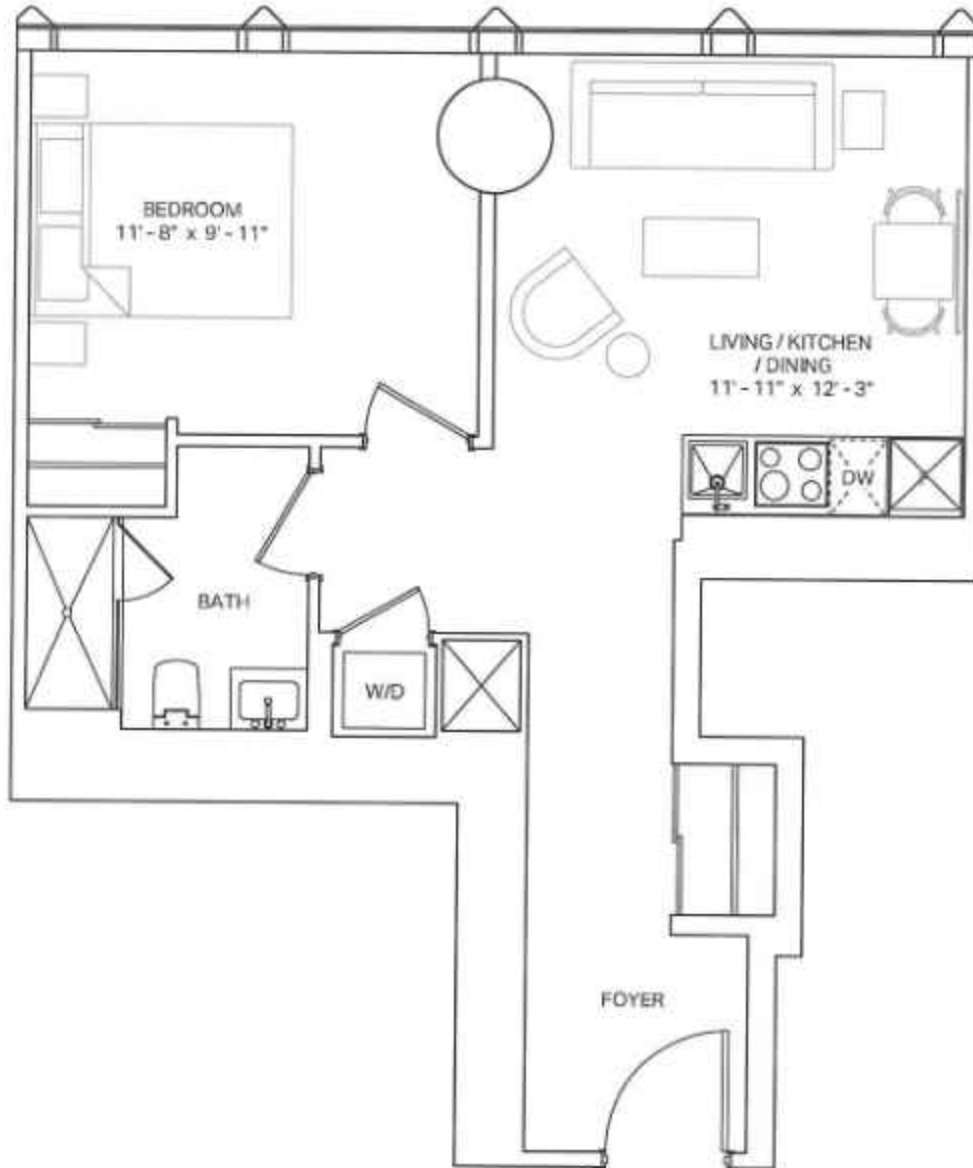 BEDROOM
11' - 8" x 9' - 11"
LIVING / KITCHEN
/ DINING
11' - 11" x 12' - 3"
DW
BATH
W/D
FOYER